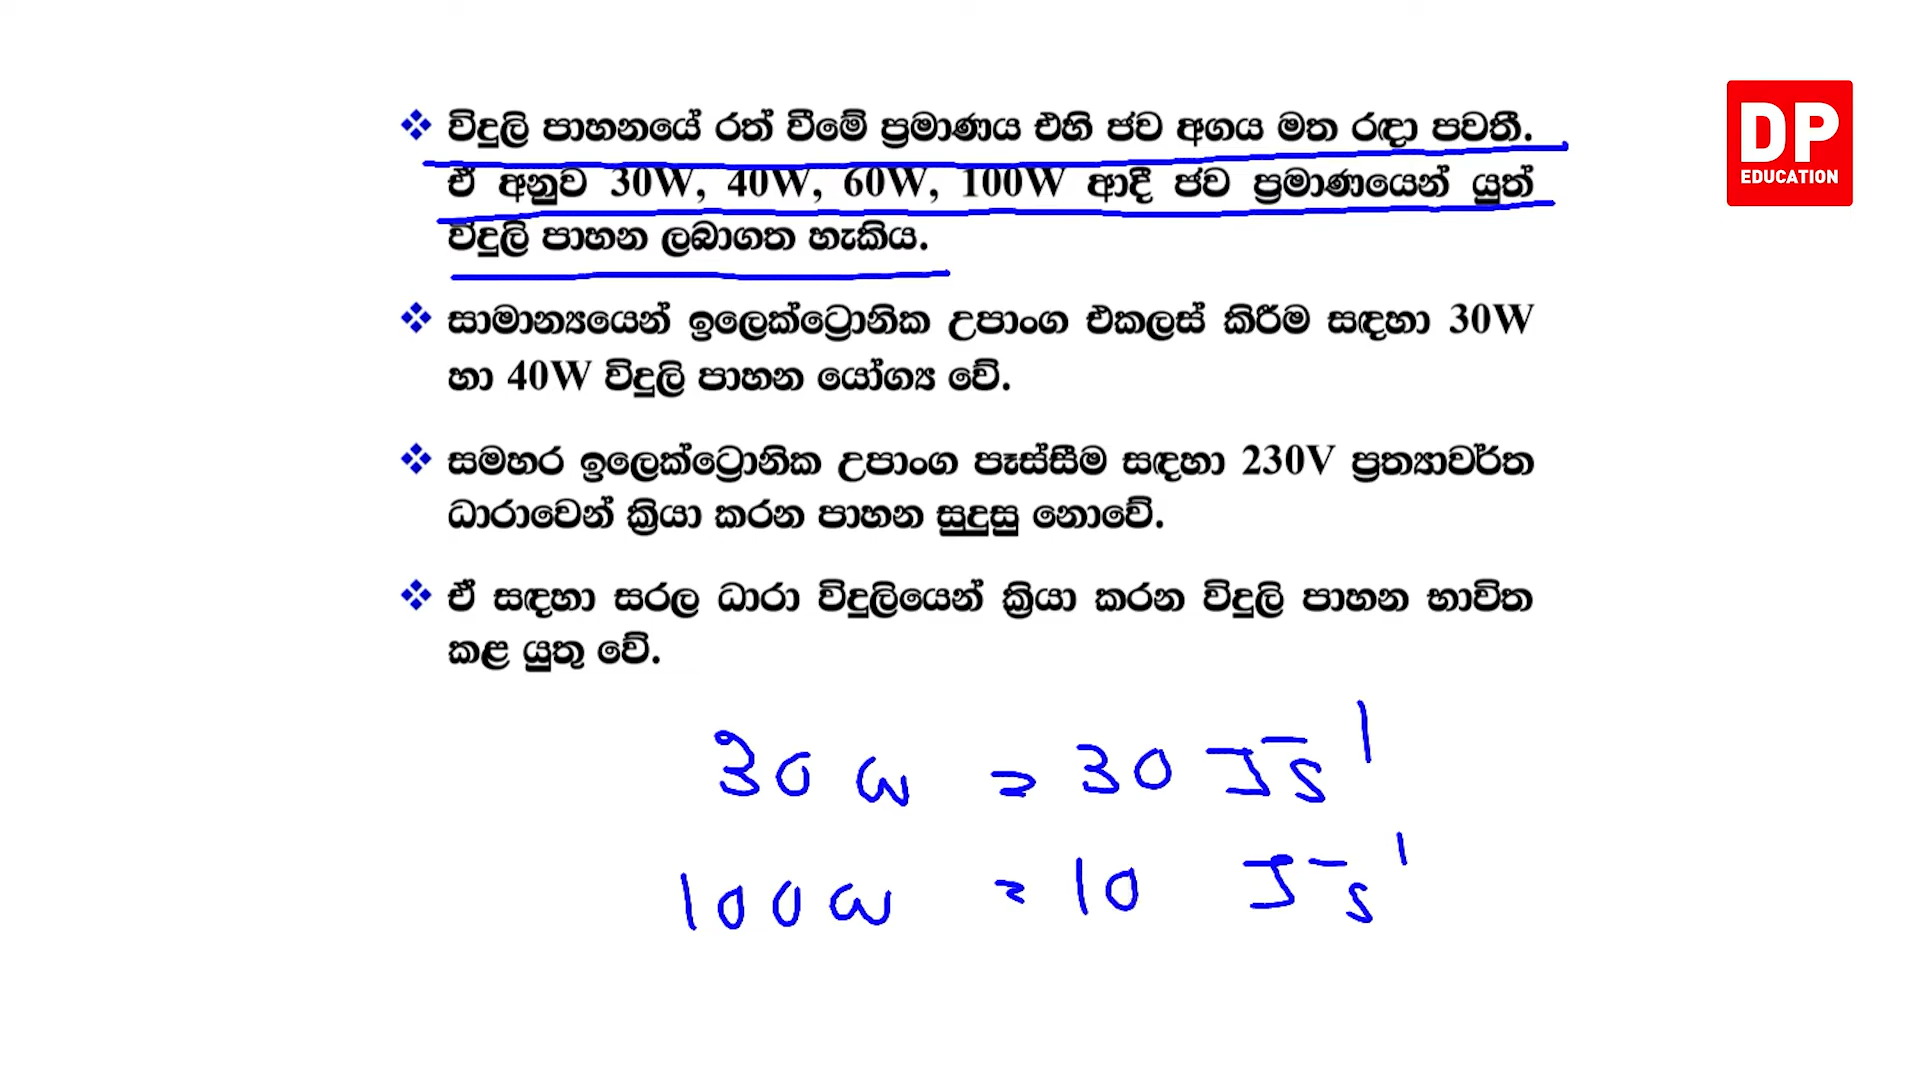 DP
EDUCATION
❖ විදුලි පාහනයේ රත් වීමේ ප්‍රමාණය එහි ජව අගය මත රඳා පවතී.
ඒ අනුව 30W, 40W, 60W, 100W ආදී ජව ප්‍රමාණයෙන් යුත්
විදුලි පාහන ලබාගත හැකිය.
❖ සාමාන්‍යයෙන් ඉලෙක්ට්‍රොනික උපාංග එකලස් කිරීම සඳහා 30W
හා 40W විදුලි පාහන යෝග්‍ය වේ.
❖ සමහර ඉලෙක්ට්‍රොනික උපාංග පෑස්සීම සඳහා 230V ප්‍රත්‍යාවර්ත
ධාරාවෙන් ක්‍රියා කරන පාහන සුදුසු නොවේ.
❖ ඒ සඳහා සරල ධාරා විදුලියෙන් ක්‍රියා කරන විදුලි පාහන භාවිත
කළ යුතු වේ.
30 W = 30 Js⁻¹
100 W = 10 Js⁻¹